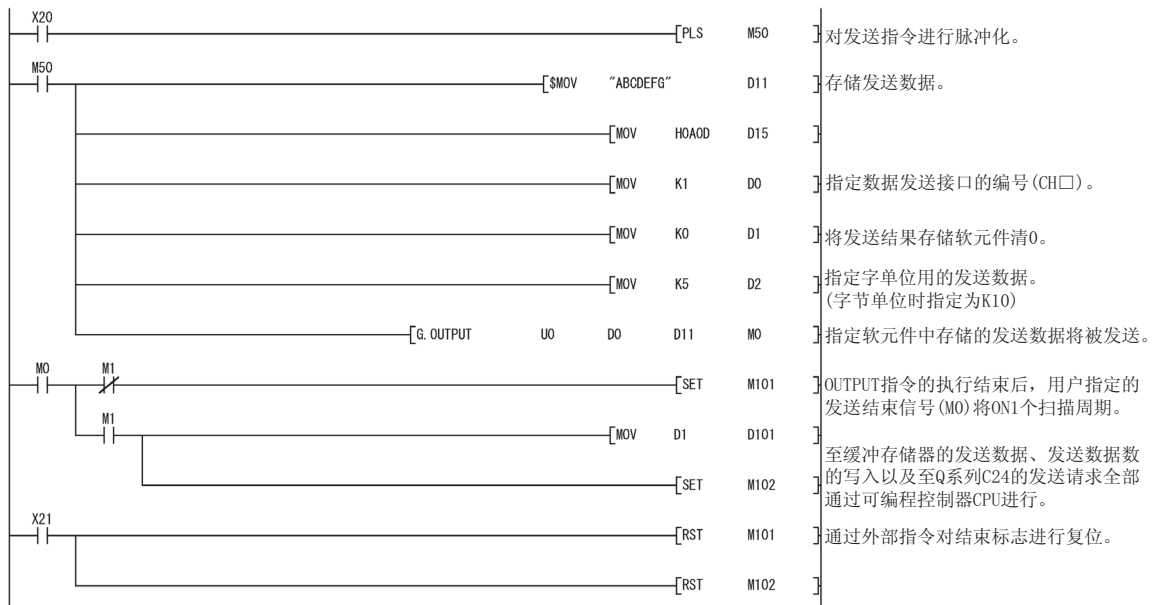 X20
[PLS M50 ] 对发送指令进行脉冲化。
M50
[$MOV "ABCDEFG" D11 ] 存储发送数据。
[MOV H0A0D D15 ]
[MOV K1 D0 ] 指定数据发送接口的编号(CH□)。
[MOV K0 D1 ] 将发送结果存储软元件清0。
[MOV K5 D2 ] 指定字单位用的发送数据。
(字节单位时指定为K10)
[G.OUTPUT U0 D0 D11 M0 ] 指定软元件中存储的发送数据将被发送。
M0 M1
[SET M101 ] OUTPUT指令的执行结束后，用户指定的
发送结束信号(M0)将ON1个扫描周期。
M1
[MOV D1 D101 ]
至缓冲存储器的发送数据、发送数据数
[SET M102 ] 的写入以及至Q系列C24的发送请求全部
通过可编程控制器CPU进行。
X21
[RST M101 ] 通过外部指令对结束标志进行复位。
[RST M102 ]